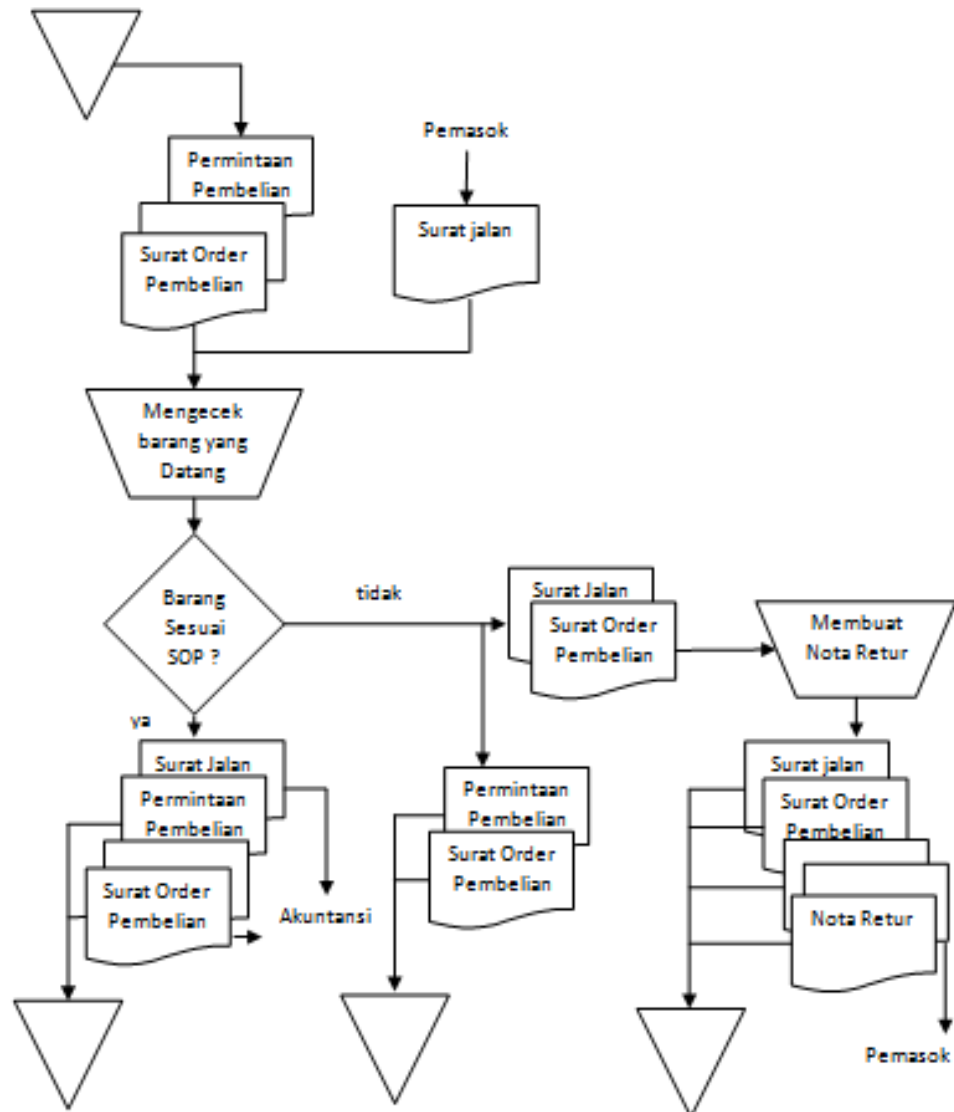 Permintaan
Pembelian
Surat Order
Pembelian
Pemasok
Surat jalan
Mengecek
barang yang
Datang
Barang
Sesuai
SOP ?
tidak
ya
Surat Jalan
Surat Order
Pembelian
Membuat
Nota Retur
Surat Jalan
Permintaan
Pembelian
Surat Order
Pembelian
Akuntansi
Permintaan
Pembelian
Surat Order
Pembelian
Surat jalan
Surat Order
Pembelian
Nota Retur
Pemasok